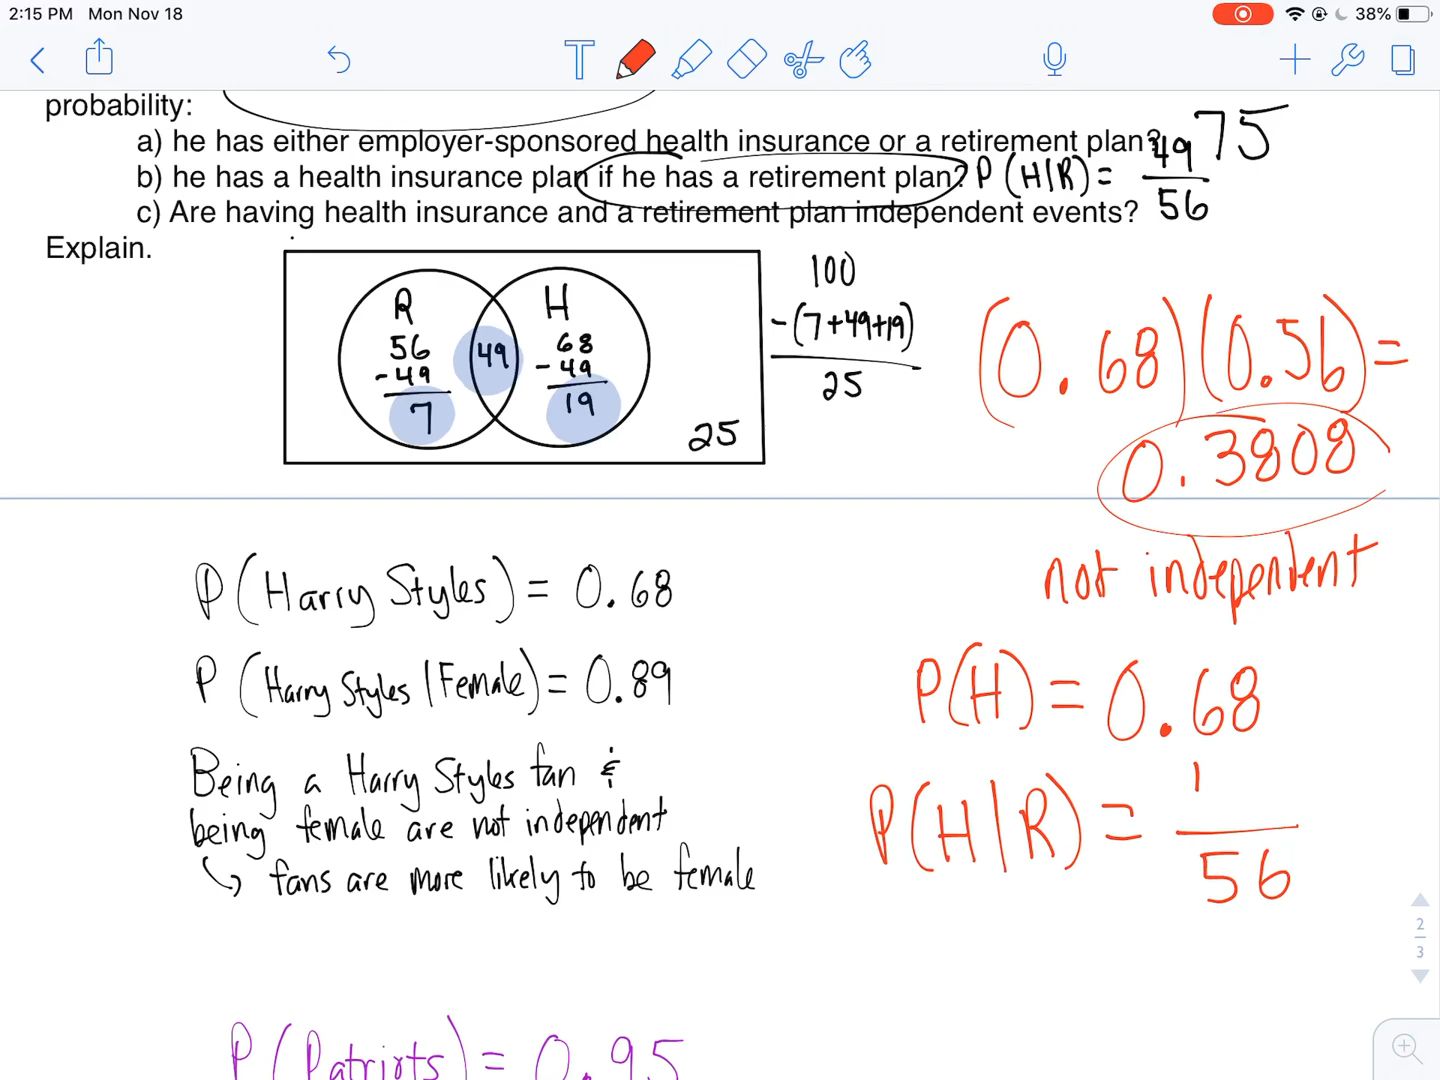 2:15 PM Mon Nov 18
38%
probability:
a) he has either employer-sponsored health insurance or a retirement plan?
75
b) he has a health insurance plan if he has a retirement plan? P(H|R) = 49/56
c) Are having health insurance and a retirement plan independent events?
Explain.
R
56
-49
7
49
H
68
-49
19
25
100
-(7+49+19)
25
(0.68)(0.56) =
0.3808
not independent
P(Harry Styles) = 0.68
P(Harry Styles | Female) = 0.89
Being a Harry Styles fan &
being female are not independent
↳ fans are more likely to be female
P(H) = 0.68
P(H|R) =
56
2
3
P(Patriots) = 0.95